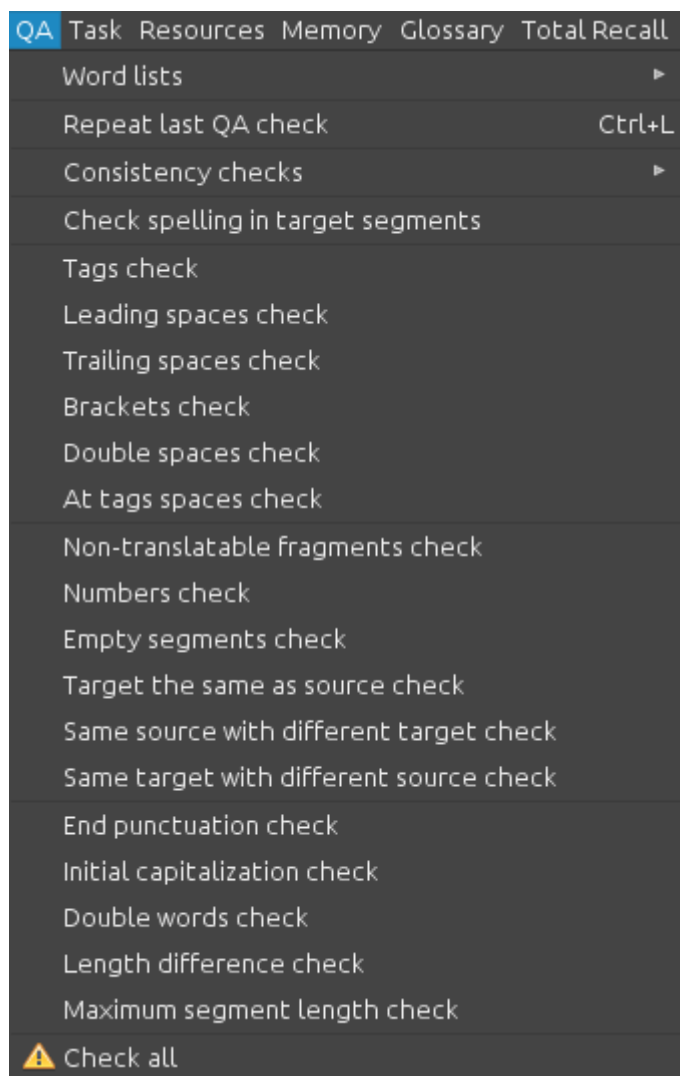 QA Task Resources Memory Glossary Total Recall
Word lists
Repeat last QA check Ctrl+L
Consistency checks
Check spelling in target segments
Tags check
Leading spaces check
Trailing spaces check
Brackets check
Double spaces check
At tags spaces check
Non-translatable fragments check
Numbers check
Empty segments check
Target the same as source check
Same source with different target check
Same target with different source check
End punctuation check
Initial capitalization check
Double words check
Length difference check
Maximum segment length check
Check all